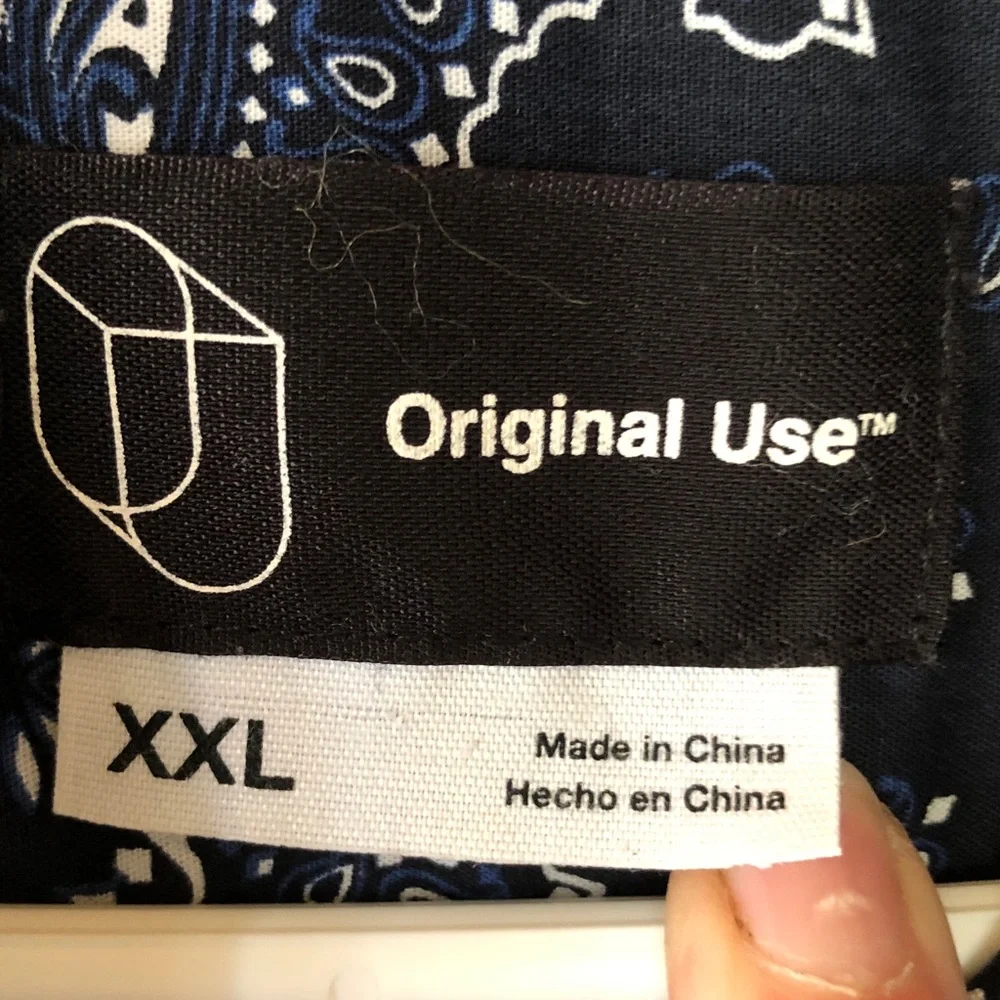 Original Use™
XXL
Made in China
Hecho en China